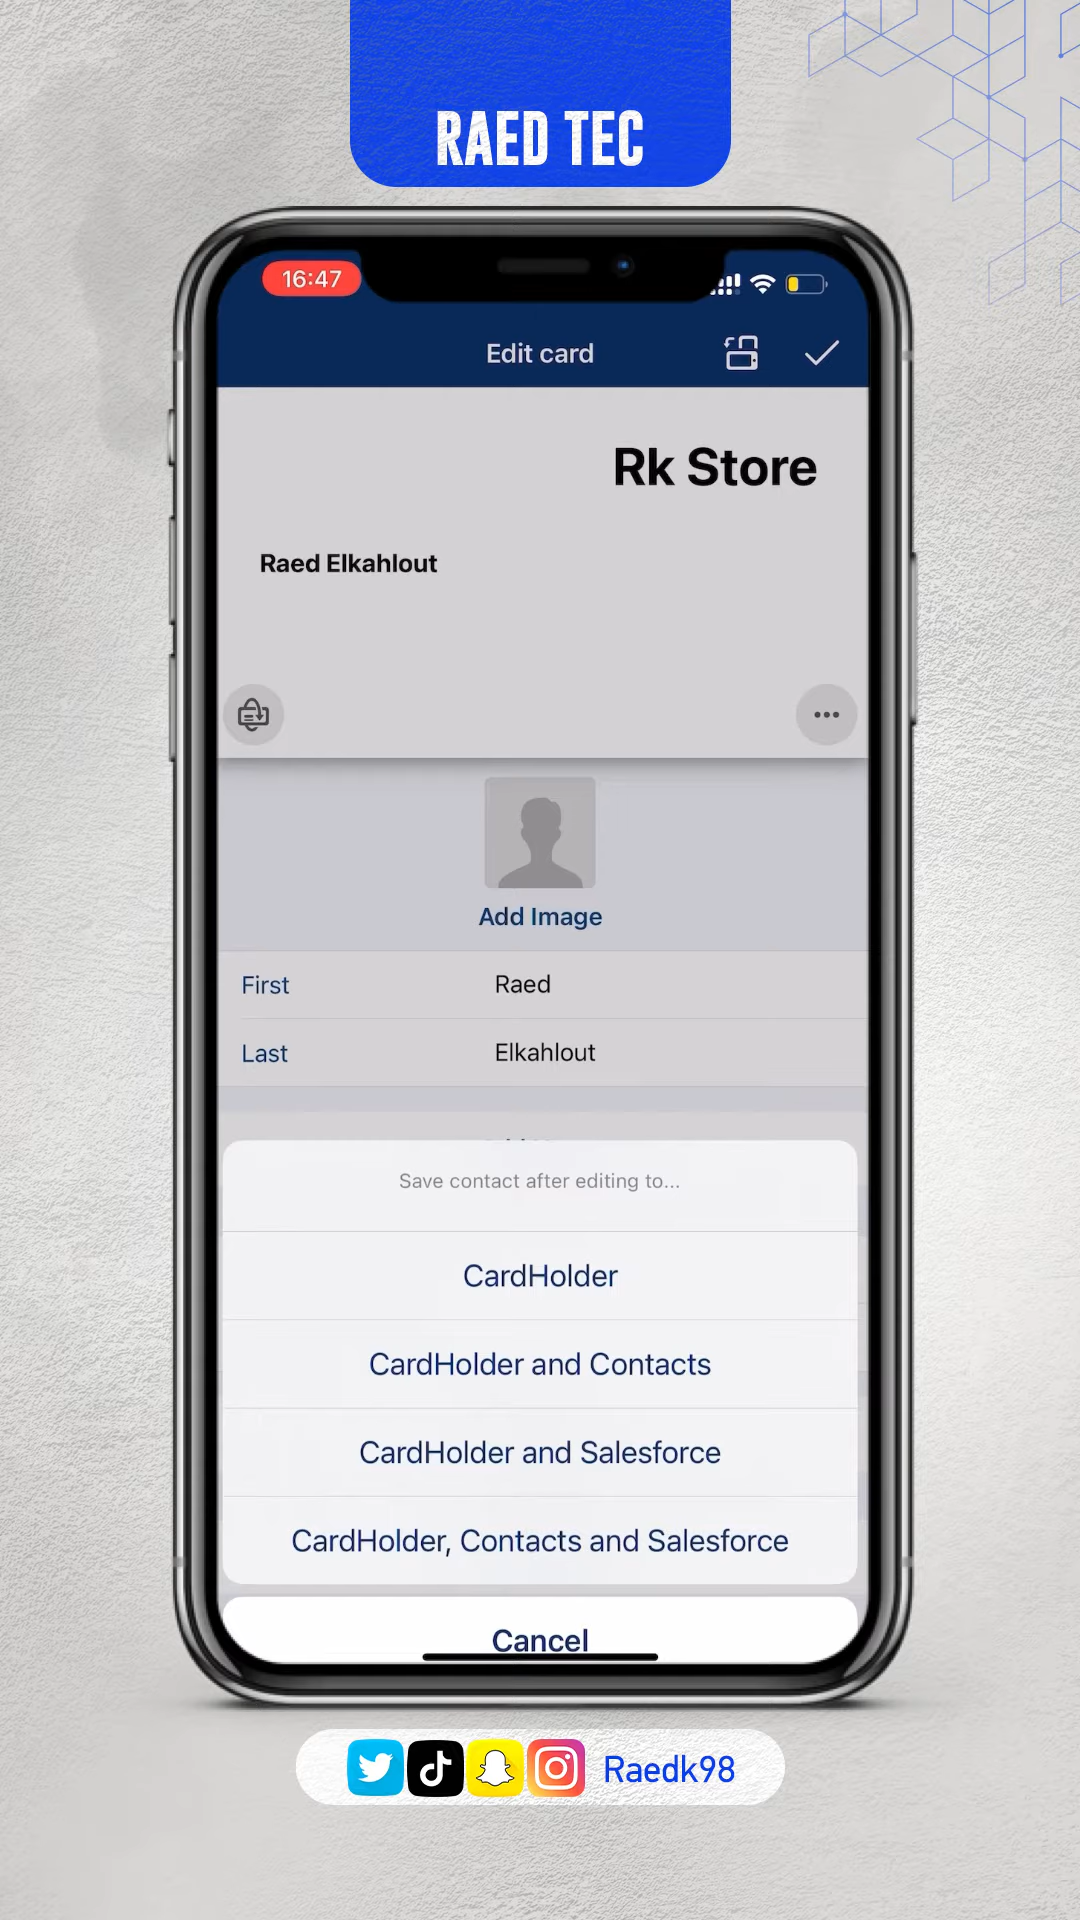 RAED TEC
16:47
Edit card
Rk Store
Raed Elkahlout
Add Image
First Raed
Last Elkahlout
Save contact after editing to...
CardHolder
CardHolder and Contacts
CardHolder and Salesforce
CardHolder, Contacts and Salesforce
Cancel
Raedk98